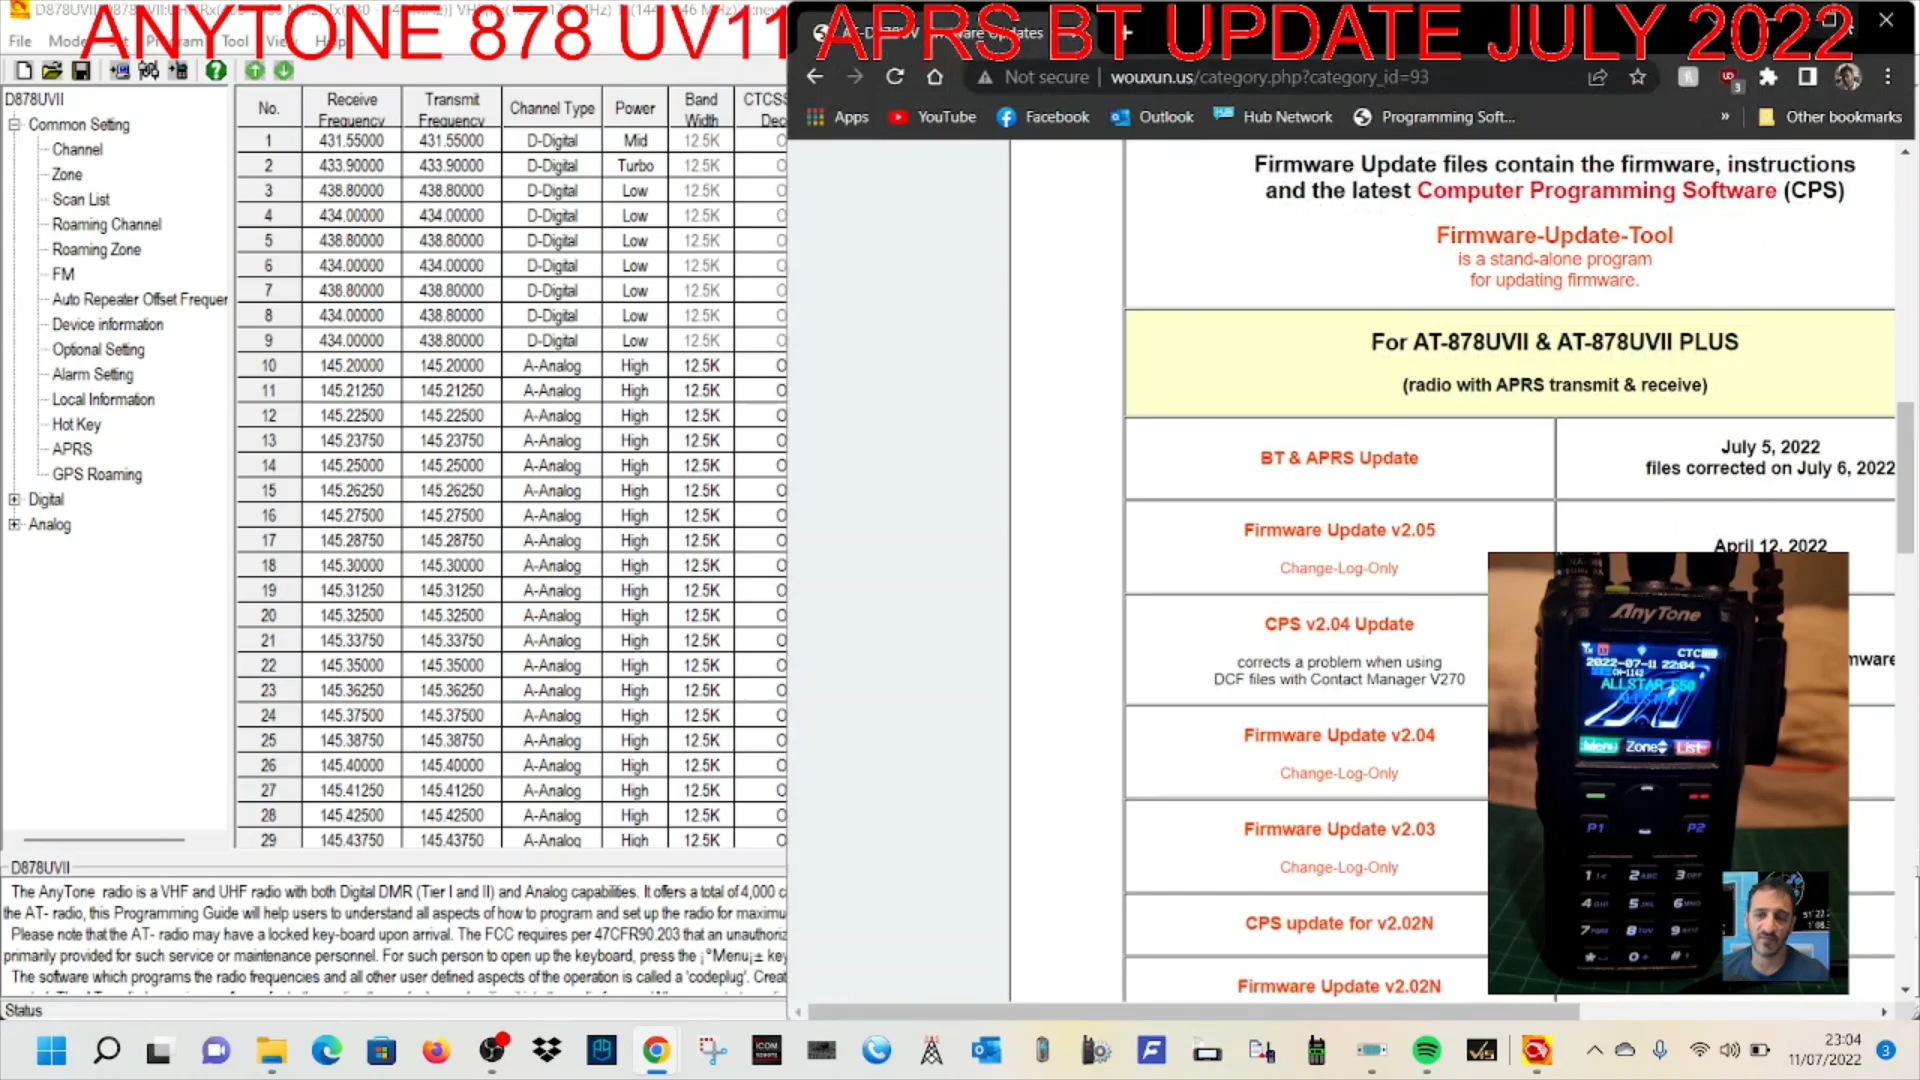 ANYTONE 878 UV11 APRS BT UPDATE JULY 2022
File
Tool
D878UVII
Common Setting
Channel
Zone
Scan List
Roaming Channel
Roaming Zone
FM
Auto Repeater Offset Frequer
Device information
Optional Setting
Alarm Setting
Local Information
Hot Key
APRS
GPS Roaming
Digital
Analog
No. Receive Frequency Transmit Frequency Channel Type Power Band Width
1 431.55000 431.55000 D-Digital Mid 12.5K
2 433.90000 433.90000 D-Digital Turbo 12.5K
3 438.80000 438.80000 D-Digital Low 12.5K
4 434.00000 434.00000 D-Digital Low 12.5K
5 438.80000 438.80000 D-Digital Low 12.5K
6 434.00000 434.00000 D-Digital Low 12.5K
7 438.80000 438.80000 D-Digital Low 12.5K
8 434.00000 438.80000 D-Digital Low 12.5K
9 434.00000 438.80000 D-Digital Low 12.5K
10 145.20000 145.20000 A-Analog High 12.5K
11 145.21250 145.21250 A-Analog High 12.5K
12 145.22500 145.22500 A-Analog High 12.5K
13 145.23750 145.23750 A-Analog High 12.5K
14 145.25000 145.25000 A-Analog High 12.5K
15 145.26250 145.26250 A-Analog High 12.5K
16 145.27500 145.27500 A-Analog High 12.5K
17 145.28750 145.28750 A-Analog High 12.5K
18 145.30000 145.30000 A-Analog High 12.5K
19 145.31250 145.31250 A-Analog High 12.5K
20 145.32500 145.32500 A-Analog High 12.5K
21 145.33750 145.33750 A-Analog High 12.5K
22 145.35000 145.35000 A-Analog High 12.5K
23 145.36250 145.36250 A-Analog High 12.5K
24 145.37500 145.37500 A-Analog High 12.5K
25 145.38750 145.38750 A-Analog High 12.5K
26 145.40000 145.40000 A-Analog High 12.5K
27 145.41250 145.41250 A-Analog High 12.5K
28 145.42500 145.42500 A-Analog High 12.5K
29 145.43750 145.43750 A-Analog High 12.5K
D878UVII
The AnyTone radio is a VHF and UHF radio with both Digital DMR (Tier I and II) and Analog capabilities. It offers a total of 4,000 c
the AT- radio, this Programming Guide will help users to understand all aspects of how to program and set up the radio for maximu
Please note that the AT- radio may have a locked key-board upon arrival. The FCC requires per 47CFR90.203 that an unauthoriz
primarily provided for such service or maintenance personnel. For such person to open up the keyboard, press the ¡°Menu¡± key
The software which programs the radio frequencies and all other user defined aspects of the operation is called a 'codeplug'. Creat
Status
Not secure wouxun.us/category.php?category_id=93
Apps YouTube Facebook Outlook Hub Network Programming Soft... » Other bookmarks
Firmware Update files contain the firmware, instructions
and the latest Computer Programming Software (CPS)
Firmware-Update-Tool
is a stand-alone program
for updating firmware.
For AT-878UVII & AT-878UVII PLUS
(radio with APRS transmit & receive)
BT & APRS Update
July 5, 2022
files corrected on July 6, 2022
Firmware Update v2.05
Change-Log-Only
April 12, 2022
CPS v2.04 Update
corrects a problem when using
DCF files with Contact Manager V270
mware
Firmware Update v2.04
Change-Log-Only
Firmware Update v2.03
Change-Log-Only
CPS update for v2.02N
Firmware Update v2.02N
AnyTone
CTC
2022-07-11 22:04
CH-1142
ALLSTAR F50
ALLSTAR
Menu Zone List
P1 P2
ICOM
23:04
11/07/2022
3